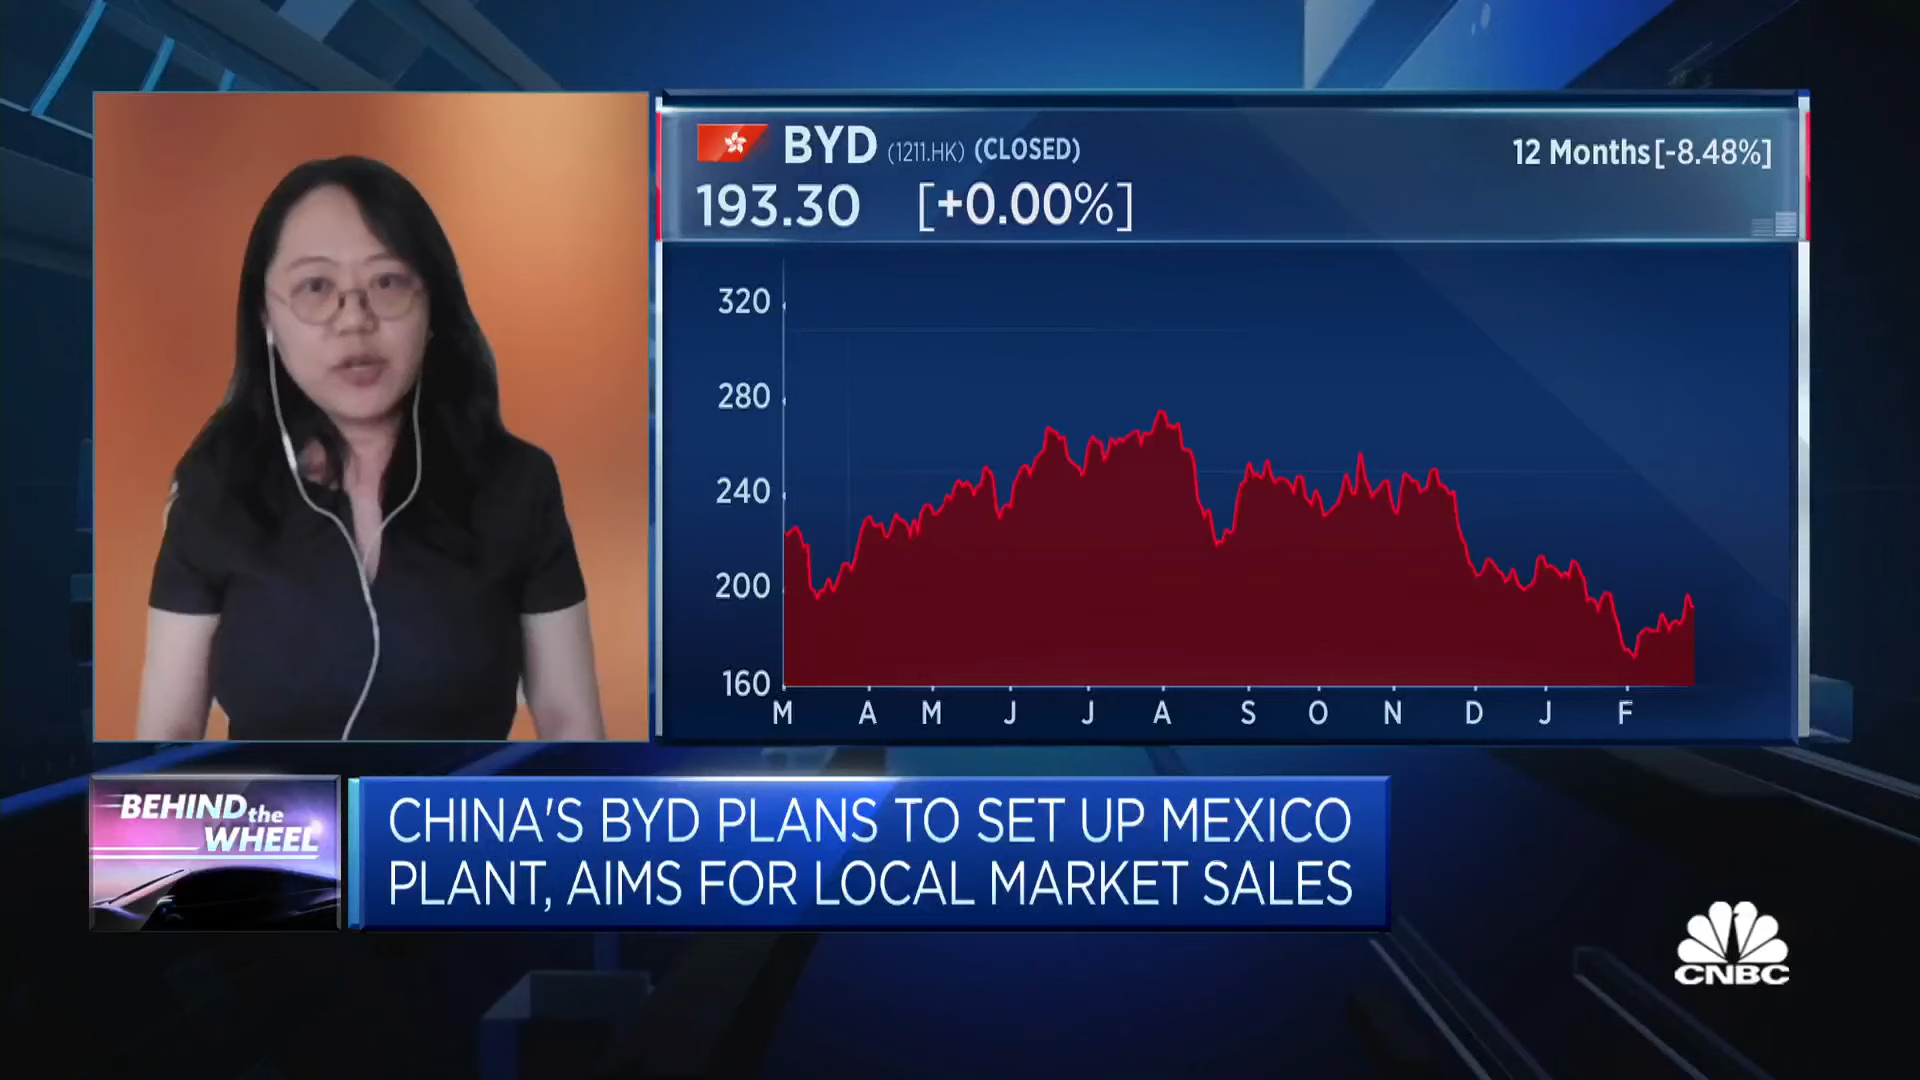 BYD (1211.HK) (CLOSED)
12 Months [-8.48%]
193.30 [+0.00%]
320
280
240
200
160
M A M J J A S O N D J F
BEHIND the
WHEEL
CHINA'S BYD PLANS TO SET UP MEXICO
PLANT, AIMS FOR LOCAL MARKET SALES
CNBC